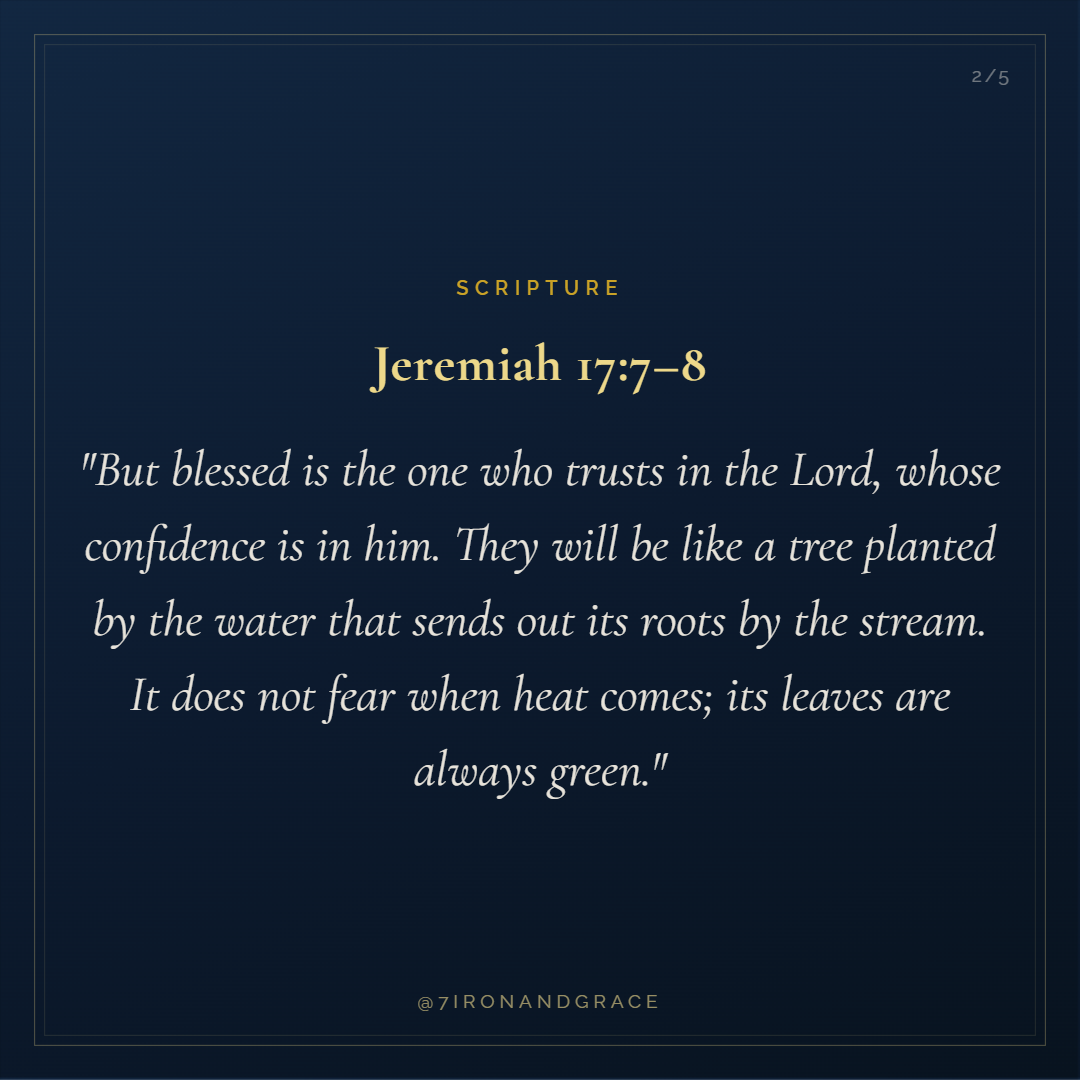 2/5
SCRIPTURE
Jeremiah 17:7–8
"But blessed is the one who trusts in the Lord, whose
confidence is in him. They will be like a tree planted
by the water that sends out its roots by the stream.
It does not fear when heat comes; its leaves are
always green."
@7IRONANDGRACE